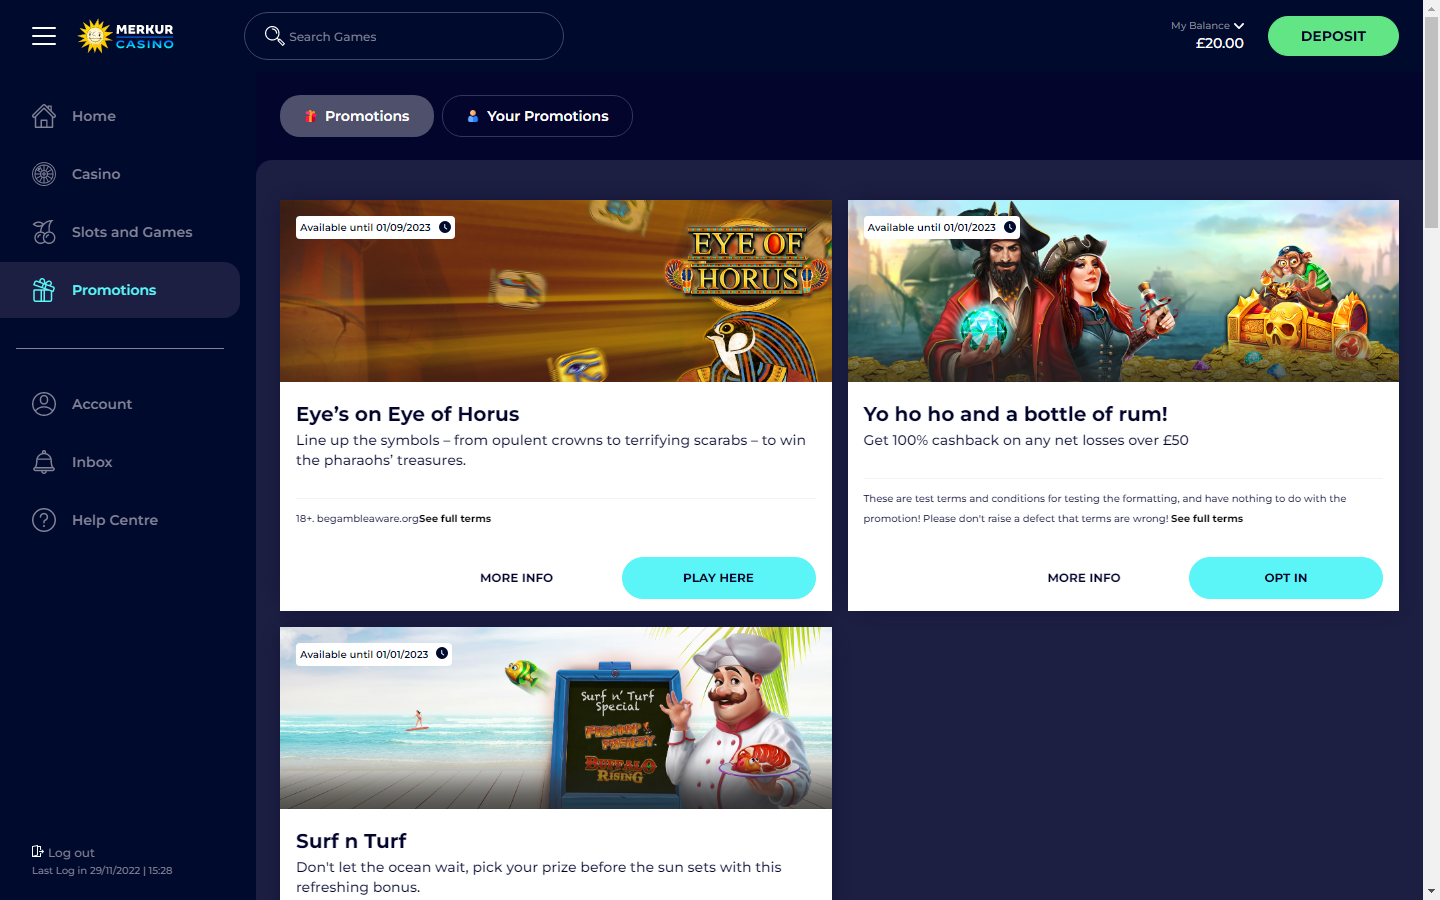 MERKUR
CASINO
Search Games
My Balance
£20.00
DEPOSIT
Home
Casino
Slots and Games
Promotions
Account
Inbox
Help Centre
Log out
Last Log in 29/11/2022 | 15:28
Promotions
Your Promotions
Available until 01/09/2023
EYE OF
HORUS
Eye’s on Eye of Horus
Line up the symbols – from opulent crowns to terrifying scarabs – to win
the pharaohs’ treasures.
18+. begambleaware.orgSee full terms
MORE INFO
PLAY HERE
Available until 01/01/2023
Yo ho ho and a bottle of rum!
Get 100% cashback on any net losses over £50
These are test terms and conditions for testing the formatting, and have nothing to do with the
promotion! Please don't raise a defect that terms are wrong! See full terms
MORE INFO
OPT IN
Available until 01/01/2023
Surf n' Turf
Special
FISHIN'
FRENZY
BUFFALO
RISING
Surf n Turf
Don't let the ocean wait, pick your prize before the sun sets with this
refreshing bonus.